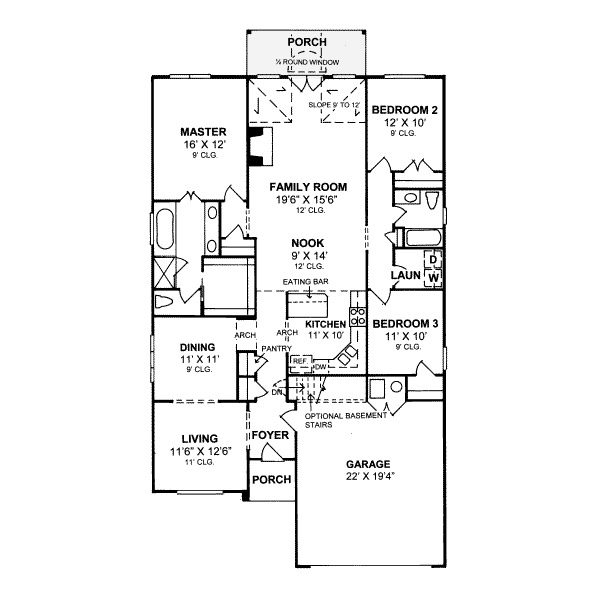 PORCH
½ ROUND WINDOW
SLOPE 9' TO 12'
MASTER
16' X 12'
9' CLG.
BEDROOM 2
12' X 10'
9' CLG.
FAMILY ROOM
19'6" X 15'6"
12' CLG.
NOOK
9' X 14'
12' CLG.
EATING BAR
LAUN
D
W
KITCHEN
11' X 10'
BEDROOM 3
11' X 10'
9' CLG.
ARCH
ARCH
PANTRY
DINING
11' X 11'
9' CLG.
REF.
DW
DN
OPTIONAL BASEMENT
STAIRS
LIVING
11'6" X 12'6"
11' CLG.
FOYER
PORCH
GARAGE
22' X 19'4"